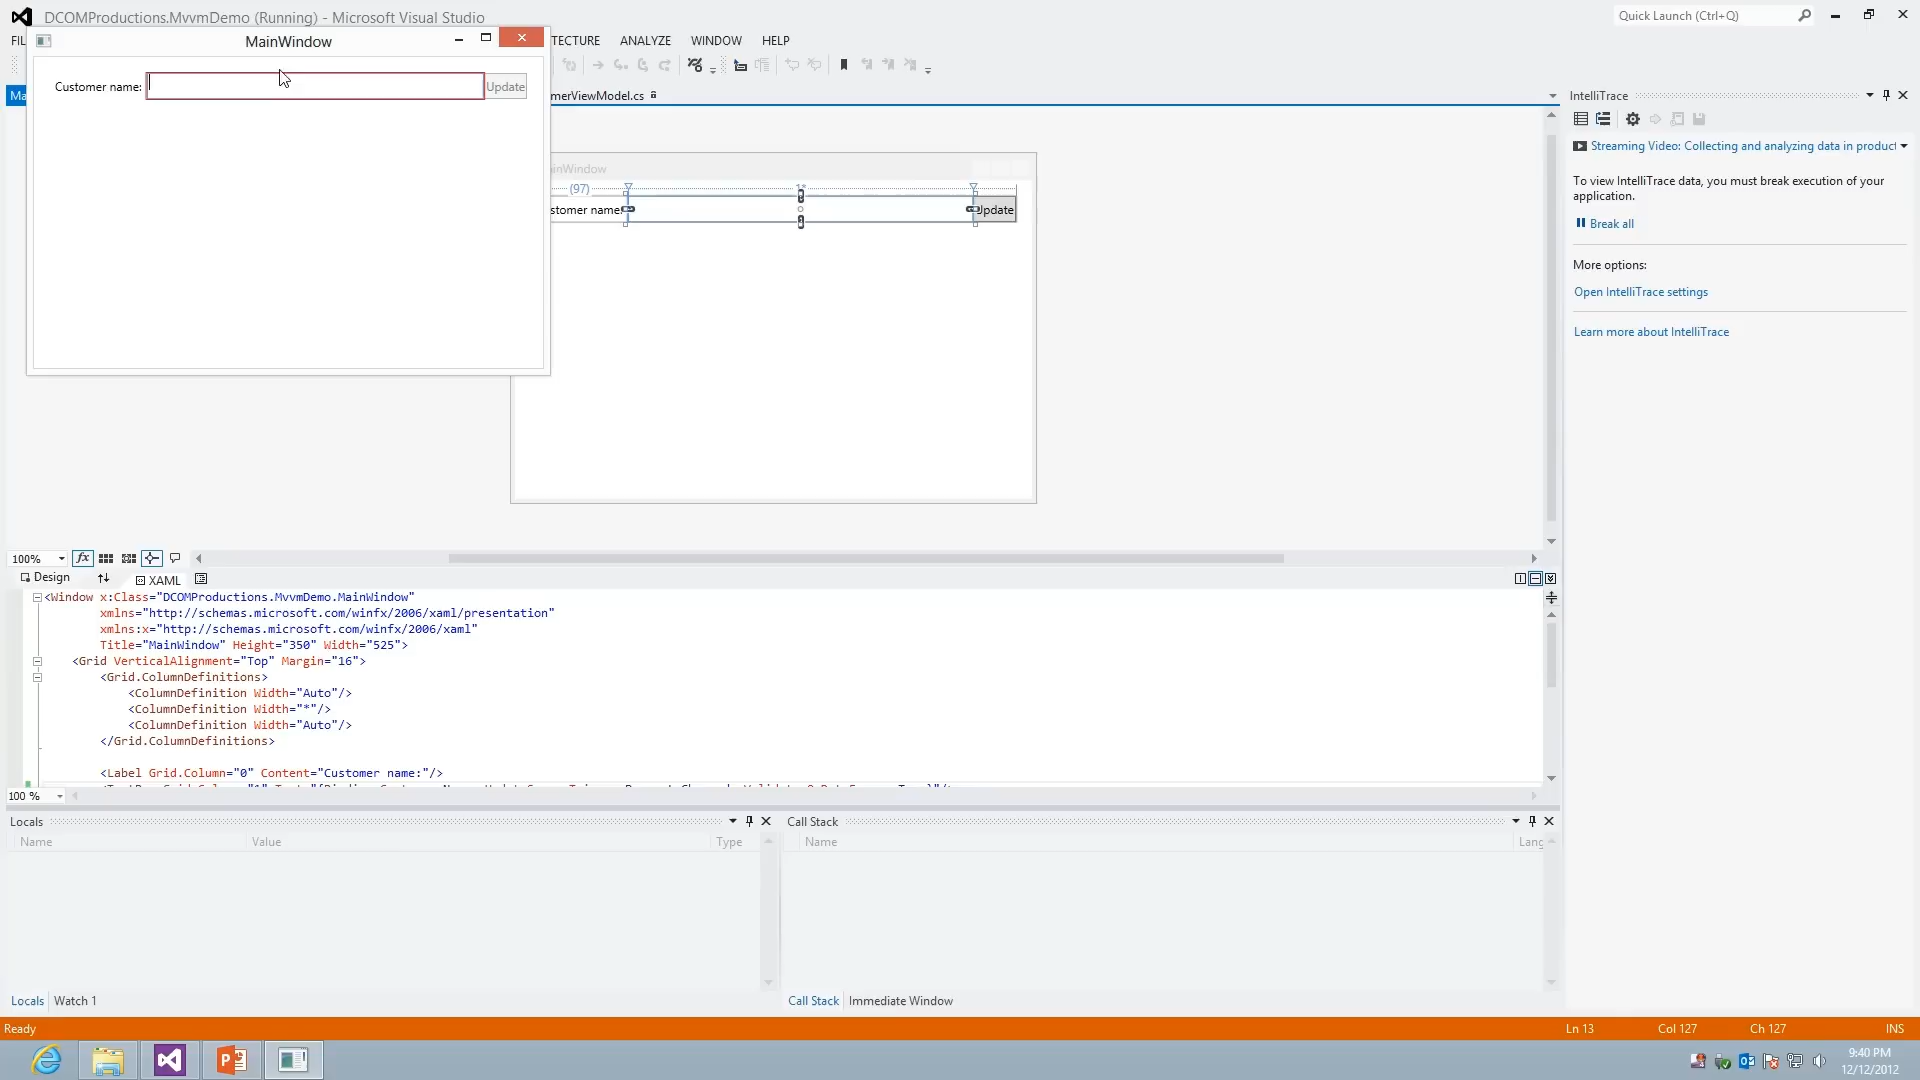 DCOMProductions.MvvmDemo (Running) - Microsoft Visual Studio
Quick Launch (Ctrl+Q)
MainWindow
FIL
TECTURE ANALYZE WINDOW HELP
Customer name:
Update
Ma
merViewModel.cs
inWindow
(97)
1*
stomer name:
Update
IntelliTrace
Streaming Video: Collecting and analyzing data in product
To view IntelliTrace data, you must break execution of your
application.
Break all
More options:
Open IntelliTrace settings
Learn more about IntelliTrace
100%
fx
Design
XAML
<Window x:Class="DCOMProductions.MvvmDemo.MainWindow"
xmlns="http://schemas.microsoft.com/winfx/2006/xaml/presentation"
xmlns:x="http://schemas.microsoft.com/winfx/2006/xaml"
Title="MainWindow" Height="350" Width="525">
<Grid VerticalAlignment="Top" Margin="16">
<Grid.ColumnDefinitions>
<ColumnDefinition Width="Auto"/>
<ColumnDefinition Width="*"/>
<ColumnDefinition Width="Auto"/>
</Grid.ColumnDefinitions>
<Label Grid.Column="0" Content="Customer name:"/>
100 %
Locals
Name Value Type
Call Stack
Name Lang
Locals Watch 1
Call Stack Immediate Window
Ready
Ln 13 Col 127 Ch 127 INS
9:40 PM
12/12/2012